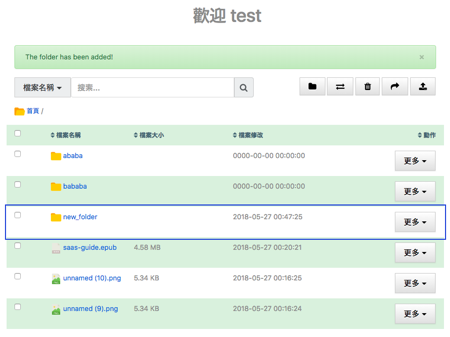 歡迎 test
The folder has been added! ×
檔案名稱 搜索...
首頁 /
檔案名稱 檔案大小 檔案修改 動作
ababa 0000-00-00 00:00:00 更多
bababa 0000-00-00 00:00:00 更多
new_folder 2018-05-27 00:47:25 更多
saas-guide.epub 4.58 MB 2018-05-27 00:20:21 更多
unnamed (10).png 5.34 KB 2018-05-27 00:16:25 更多
unnamed (9).png 5.34 KB 2018-05-27 00:16:24 更多